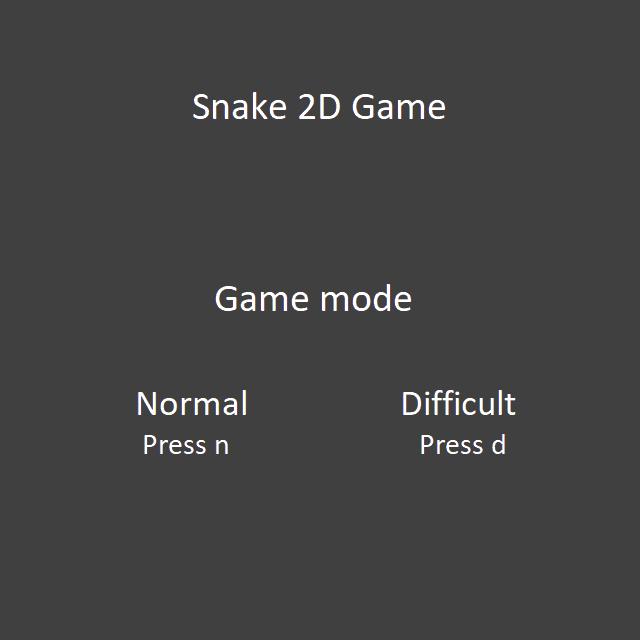 Snake 2D Game
Game mode
Normal
Difficult
Press n
Press d